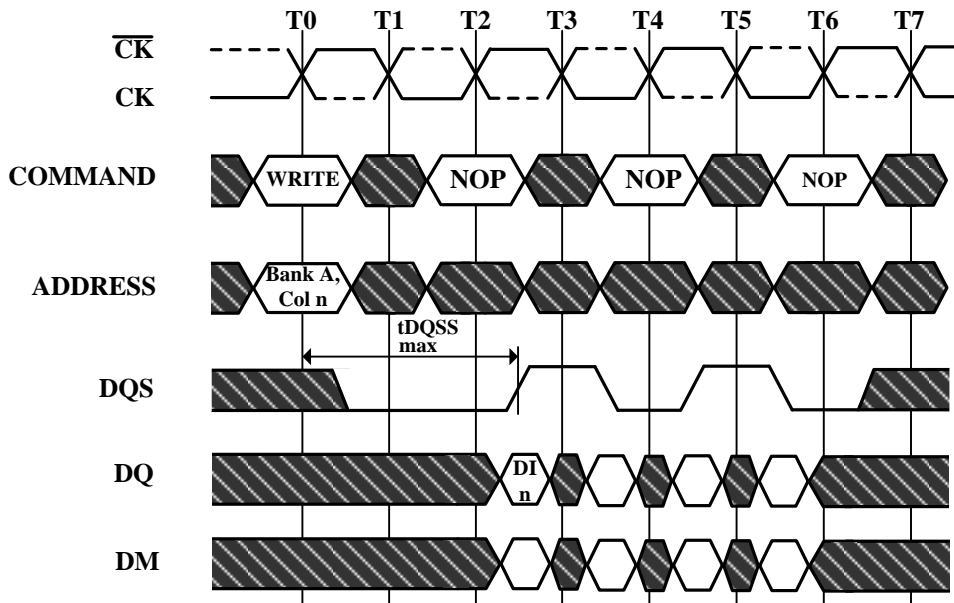 T0 T1 T2 T3 T4 T5 T6 T7
CK
CK
COMMAND WRITE NOP NOP NOP
ADDRESS Bank A,
Col n
tDQSS
max
DQS
DQ DI
n
DM